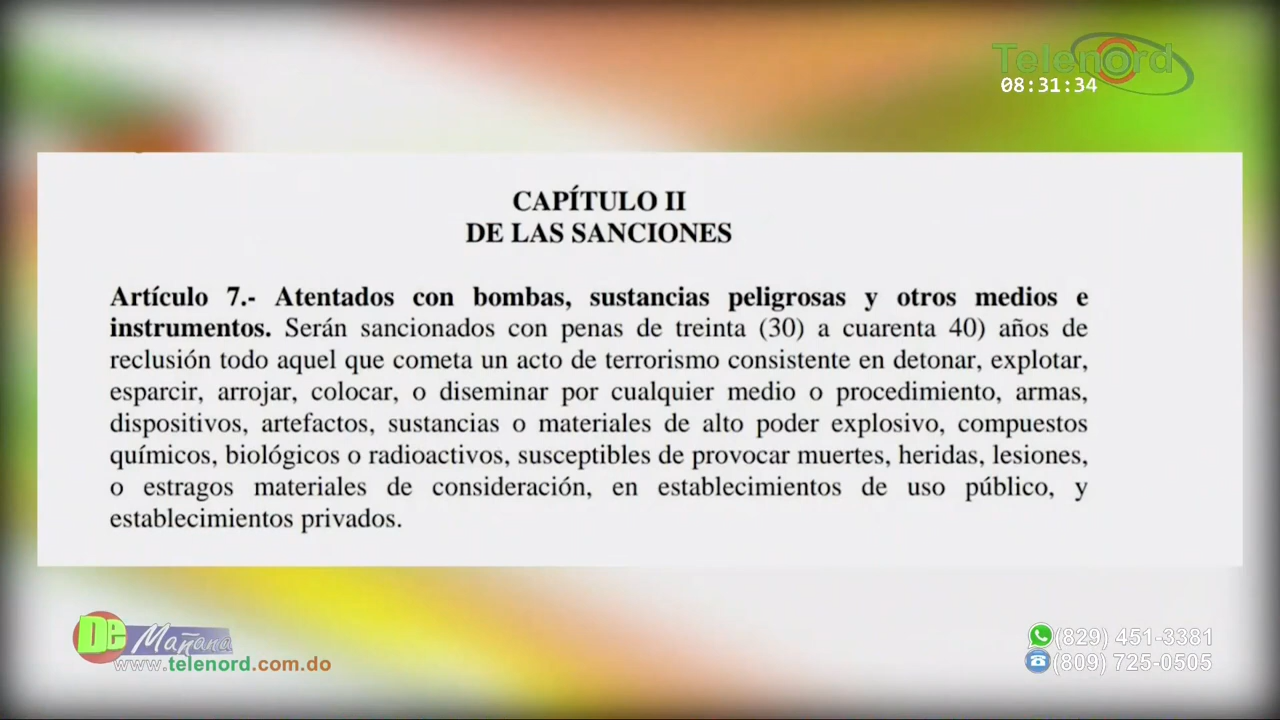 Telenord
08:31:34
CAPÍTULO II
DE LAS SANCIONES
Artículo 7.- Atentados con bombas, sustancias peligrosas y otros medios e
instrumentos. Serán sancionados con penas de treinta (30) a cuarenta 40) años de
reclusión todo aquel que cometa un acto de terrorismo consistente en detonar, explotar,
esparcir, arrojar, colocar, o diseminar por cualquier medio o procedimiento, armas,
dispositivos, artefactos, sustancias o materiales de alto poder explosivo, compuestos
químicos, biológicos o radioactivos, susceptibles de provocar muertes, heridas, lesiones,
o estragos materiales de consideración, en establecimientos de uso público, y
establecimientos privados.
De Mañana
www.telenord.com.do
(829) 451-3381
(809) 725-0505